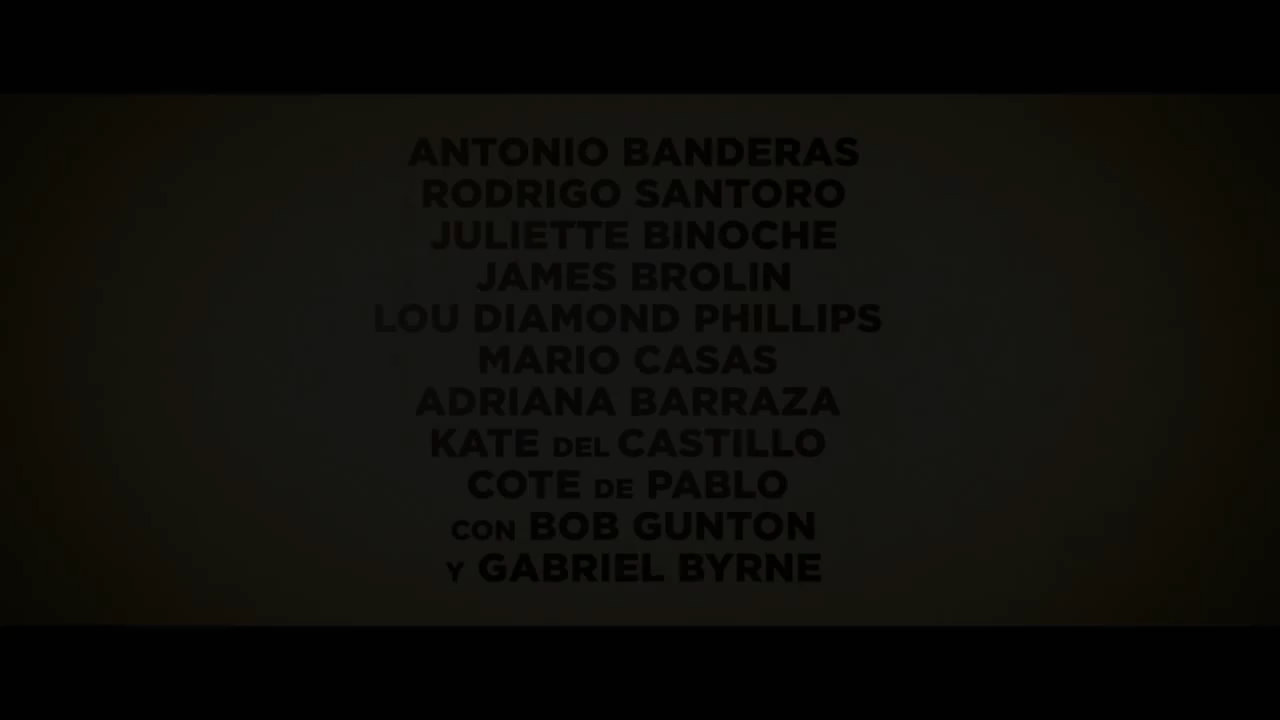 ANTONIO BANDERAS
RODRIGO SANTORO
JULIETTE BINOCHE
JAMES BROLIN
LOU DIAMOND PHILLIPS
MARIO CASAS
ADRIANA BARRAZA
KATE DEL CASTILLO
COTE DE PABLO
CON BOB GUNTON
Y GABRIEL BYRNE